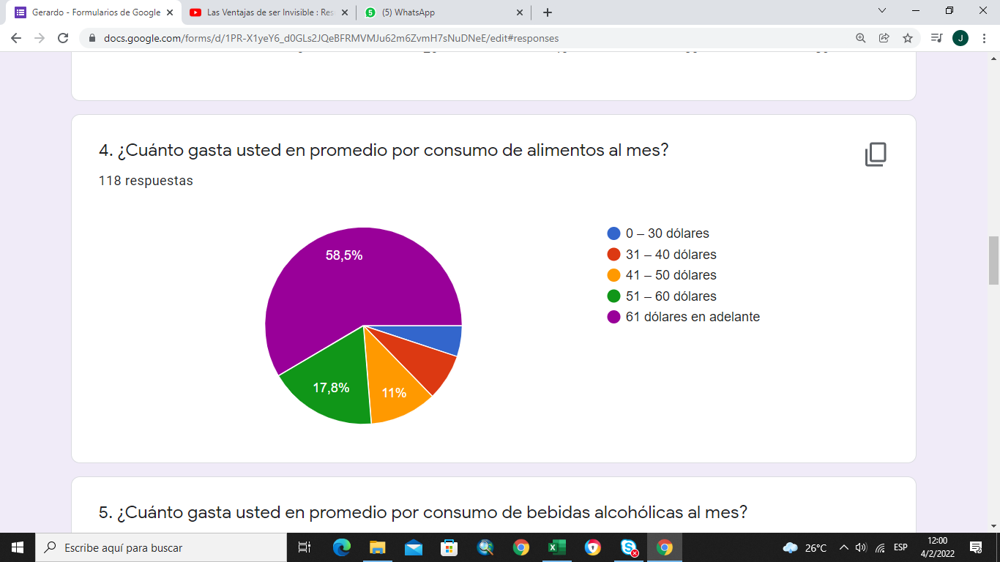 Gerardo - Formularios de Google
Las Ventajas de ser Invisible : Res
(5) WhatsApp
docs.google.com/forms/d/1PR-X1yeY6_d0GLs2JQeBFRMVMJu62m6ZvmH7sNuDNeE/edit#responses
J
4. ¿Cuánto gasta usted en promedio por consumo de alimentos al mes?
118 respuestas
58,5%
17,8%
11%
0 – 30 dólares
31 – 40 dólares
41 – 50 dólares
51 – 60 dólares
61 dólares en adelante
5. ¿Cuánto gasta usted en promedio por consumo de bebidas alcohólicas al mes?
Escribe aquí para buscar
26°C
ESP
12:00
4/2/2022